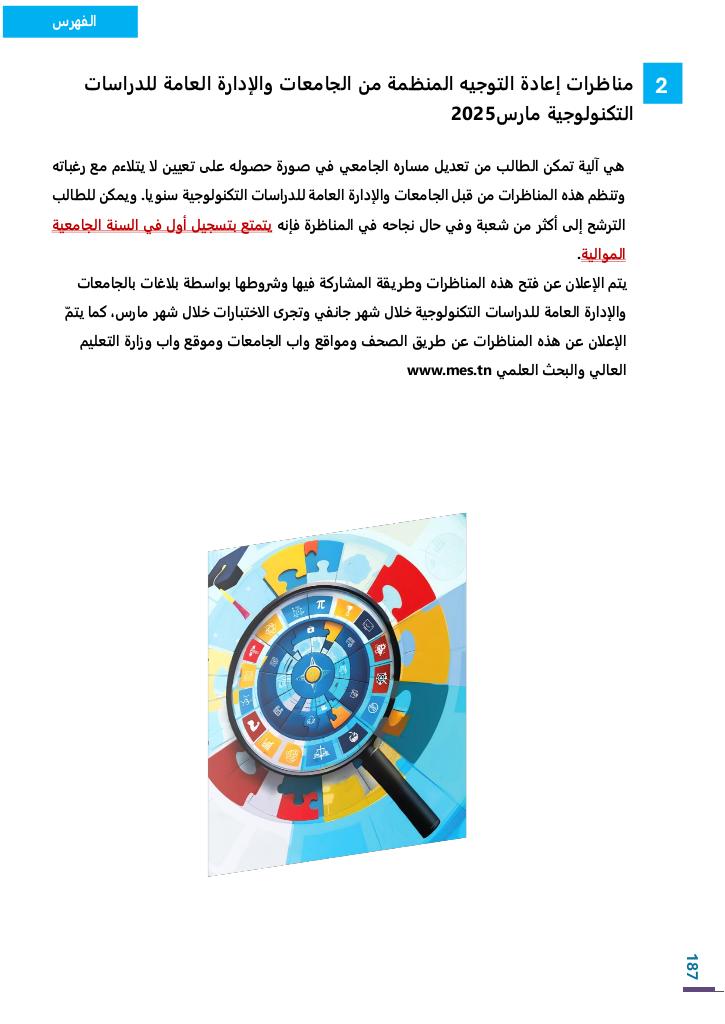 الفهرس
2
مناظرات إعادة التوجيه المنظمة من الجامعات والإدارة العامة للدراسات
التكنولوجية مارس2025
هي آلية تمكن الطالب من تعديل مساره الجامعي في صورة حصوله على تعيين لا يتلاءم مع رغباته
وتنظم هذه المناظرات من قبل الجامعات والإدارة العامة للدراسات التكنولوجية سنويا. ويمكن للطالب
الترشح إلى أكثر من شعبة وفي حال نجاحه في المناظرة فإنه يتمتع بتسجيل أول في السنة الجامعية
الموالية.
يتم الإعلان عن فتح هذه المناظرات وطريقة المشاركة فيها وشروطها بواسطة بلاغات بالجامعات
والإدارة العامة للدراسات التكنولوجية خلال شهر جانفي وتجرى الاختبارات خلال شهر مارس، كما يتمّ
الإعلان عن هذه المناظرات عن طريق الصحف ومواقع واب الجامعات وموقع واب وزارة التعليم
العالي والبحث العلمي www.mes.tn
π
187